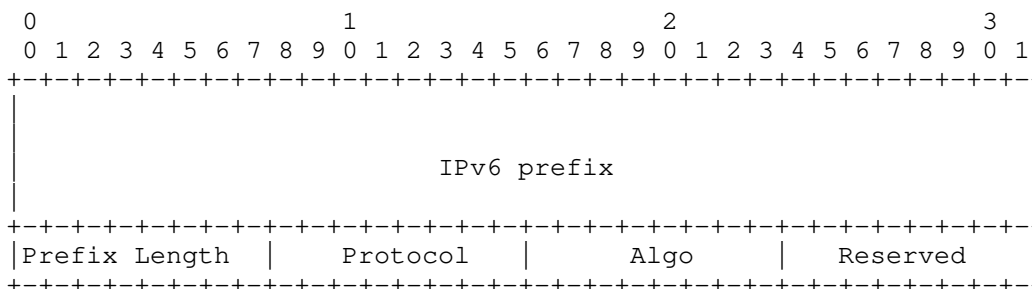 0                   1                   2                   3
0 1 2 3 4 5 6 7 8 9 0 1 2 3 4 5 6 7 8 9 0 1 2 3 4 5 6 7 8 9 0 1
+-+-+-+-+-+-+-+-+-+-+-+-+-+-+-+-+-+-+-+-+-+-+-+-+-+-+-+-+-+-+-+-
|
|
| IPv6 prefix
|
+-+-+-+-+-+-+-+-+-+-+-+-+-+-+-+-+-+-+-+-+-+-+-+-+-+-+-+-+-+-+-+-
|Prefix Length | Protocol | Algo | Reserved
+-+-+-+-+-+-+-+-+-+-+-+-+-+-+-+-+-+-+-+-+-+-+-+-+-+-+-+-+-+-+-+-